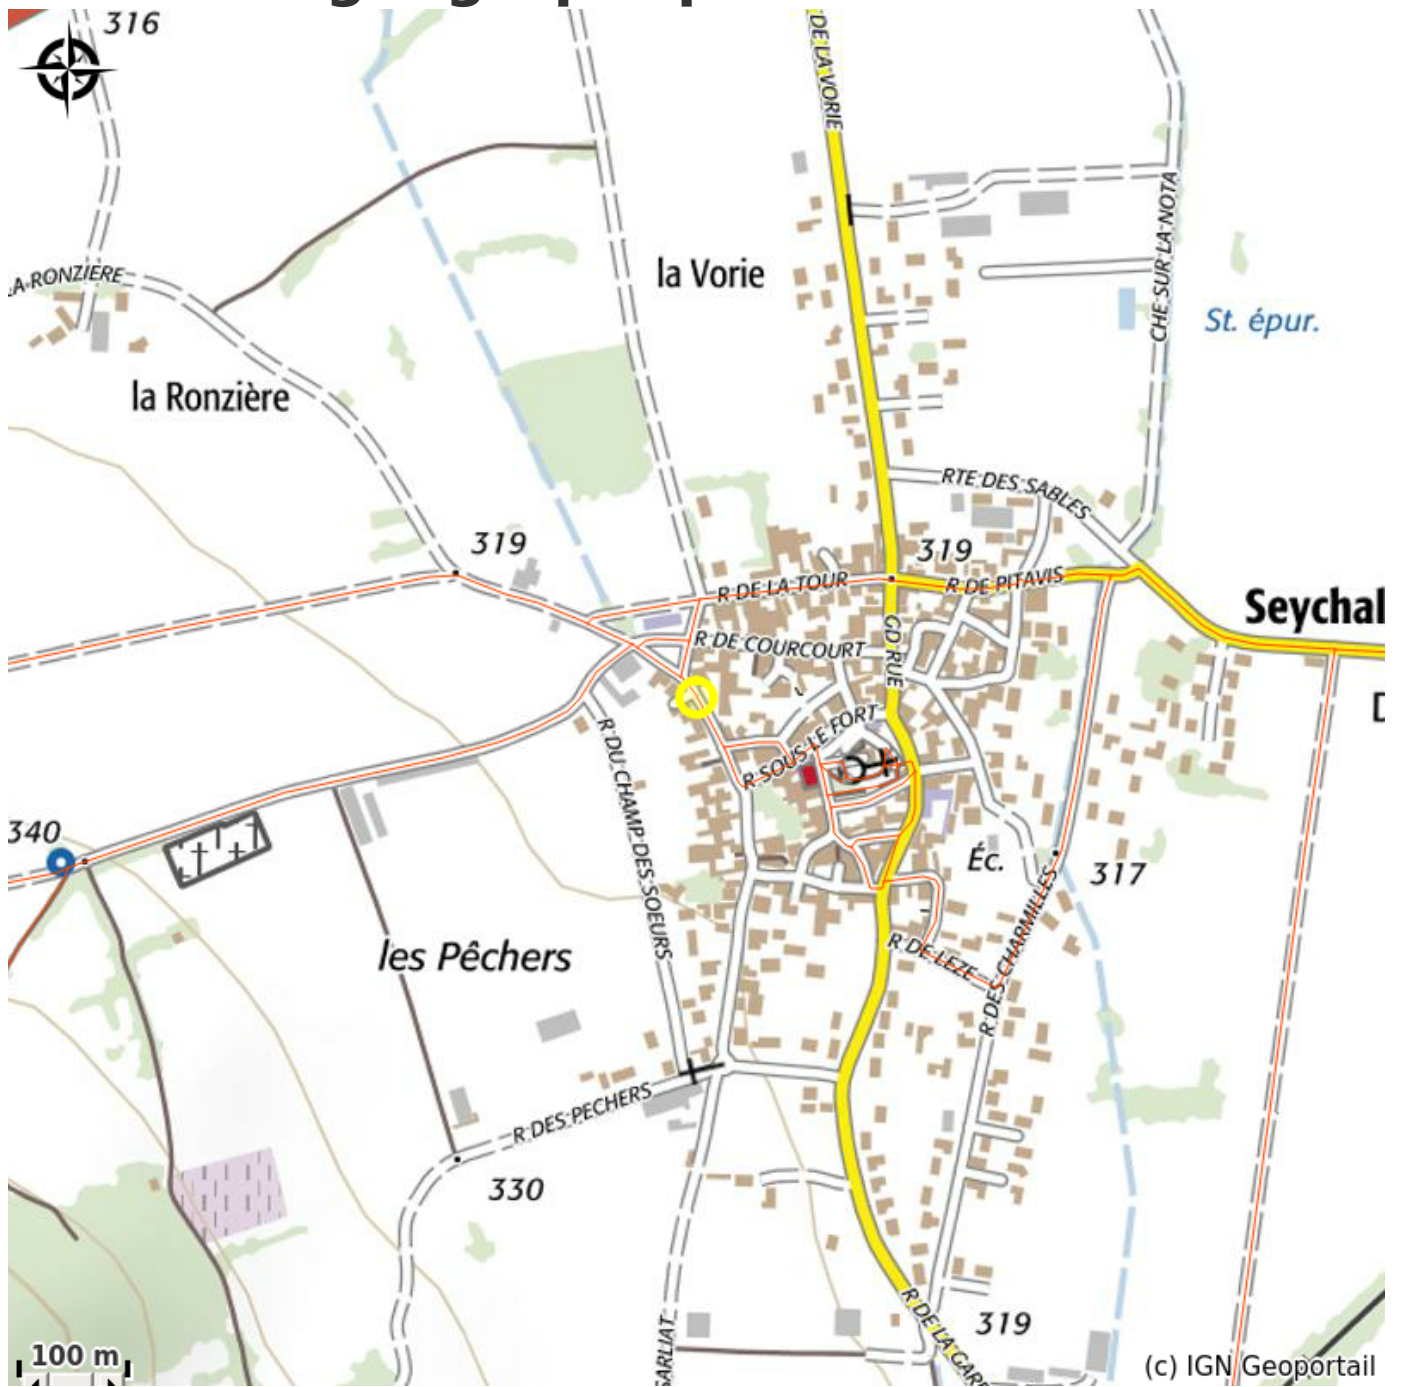 316
DE LA VORIE
la Vorie
CHE SUR LA NOTA
A-RONZIERE
St. épur.
la Ronzière
RTE DES SABLES
319
319
R DE LA TOUR
R DE PITAVIS
Seychal
R DE COURCOURT
GD RUE
R SOUS LE FORT
R DU CHAMP DES SOEURS
340
Éc.
317
R DE LEZE
R DES CHARMILLES
les Pêchers
R DES PECHERS
330
SARLIAT
R DE LA GARE
319
100 m
(c) IGN Geoportail